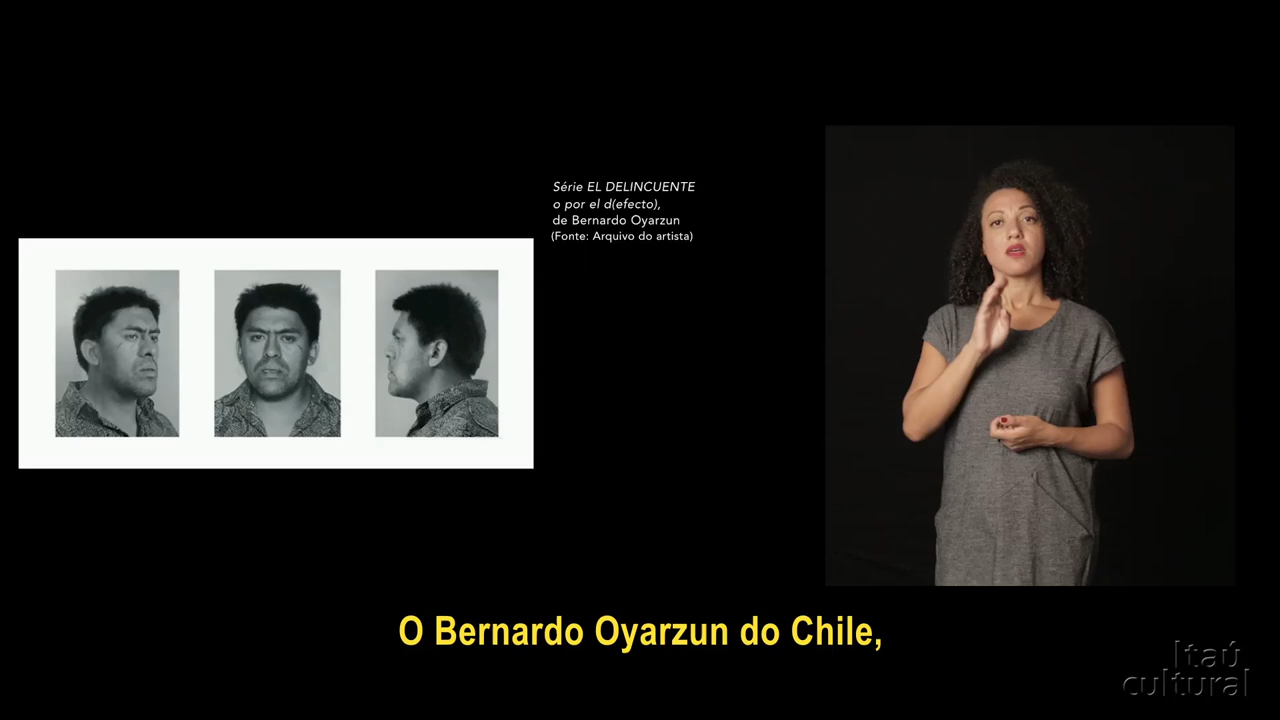 Série EL DELINCUENTE
o por el d(efecto),
de Bernardo Oyarzun
(Fonte: Arquivo do artista)
O Bernardo Oyarzun do Chile,
Itaú
cultural